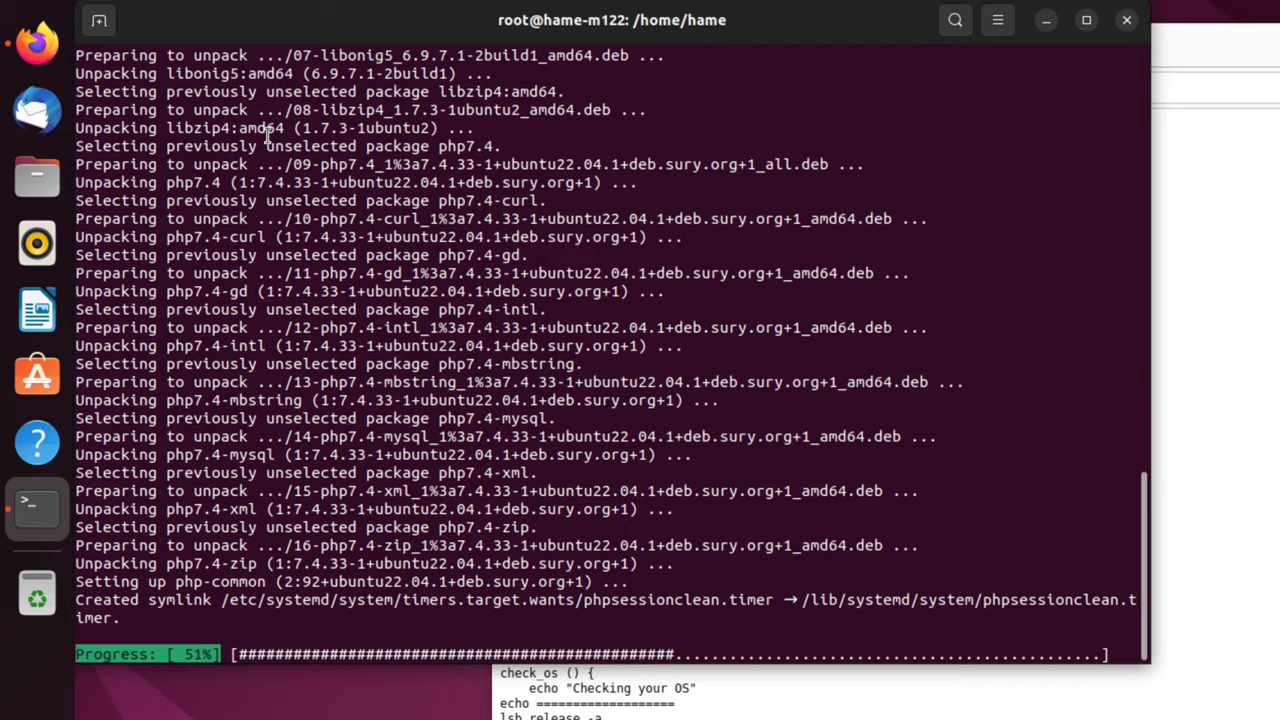 root@hame-m122: /home/hame
Preparing to unpack .../07-libonig5_6.9.7.1-2build1_amd64.deb ...
Unpacking libonig5:amd64 (6.9.7.1-2build1) ...
Selecting previously unselected package libzip4:amd64.
Preparing to unpack .../08-libzip4_1.7.3-1ubuntu2_amd64.deb ...
Unpacking libzip4:amd64 (1.7.3-1ubuntu2) ...
Selecting previously unselected package php7.4.
Preparing to unpack .../09-php7.4_1%3a7.4.33-1+ubuntu22.04.1+deb.sury.org+1_all.deb ...
Unpacking php7.4 (1:7.4.33-1+ubuntu22.04.1+deb.sury.org+1) ...
Selecting previously unselected package php7.4-curl.
Preparing to unpack .../10-php7.4-curl_1%3a7.4.33-1+ubuntu22.04.1+deb.sury.org+1_amd64.deb ...
Unpacking php7.4-curl (1:7.4.33-1+ubuntu22.04.1+deb.sury.org+1) ...
Selecting previously unselected package php7.4-gd.
Preparing to unpack .../11-php7.4-gd_1%3a7.4.33-1+ubuntu22.04.1+deb.sury.org+1_amd64.deb ...
Unpacking php7.4-gd (1:7.4.33-1+ubuntu22.04.1+deb.sury.org+1) ...
Selecting previously unselected package php7.4-intl.
Preparing to unpack .../12-php7.4-intl_1%3a7.4.33-1+ubuntu22.04.1+deb.sury.org+1_amd64.deb ...
Unpacking php7.4-intl (1:7.4.33-1+ubuntu22.04.1+deb.sury.org+1) ...
Selecting previously unselected package php7.4-mbstring.
Preparing to unpack .../13-php7.4-mbstring_1%3a7.4.33-1+ubuntu22.04.1+deb.sury.org+1_amd64.deb ...
Unpacking php7.4-mbstring (1:7.4.33-1+ubuntu22.04.1+deb.sury.org+1) ...
Selecting previously unselected package php7.4-mysql.
Preparing to unpack .../14-php7.4-mysql_1%3a7.4.33-1+ubuntu22.04.1+deb.sury.org+1_amd64.deb ...
Unpacking php7.4-mysql (1:7.4.33-1+ubuntu22.04.1+deb.sury.org+1) ...
Selecting previously unselected package php7.4-xml.
Preparing to unpack .../15-php7.4-xml_1%3a7.4.33-1+ubuntu22.04.1+deb.sury.org+1_amd64.deb ...
Unpacking php7.4-xml (1:7.4.33-1+ubuntu22.04.1+deb.sury.org+1) ...
Selecting previously unselected package php7.4-zip.
Preparing to unpack .../16-php7.4-zip_1%3a7.4.33-1+ubuntu22.04.1+deb.sury.org+1_amd64.deb ...
Unpacking php7.4-zip (1:7.4.33-1+ubuntu22.04.1+deb.sury.org+1) ...
Setting up php-common (2:92+ubuntu22.04.1+deb.sury.org+1) ...
Created symlink /etc/systemd/system/timers.target.wants/phpsessionclean.timer → /lib/systemd/system/phpsessionclean.t
imer.
Progress: [ 51%] [################################################...............................................]
check_os () {
echo "Checking your OS"
echo ===================
lsb_release -a